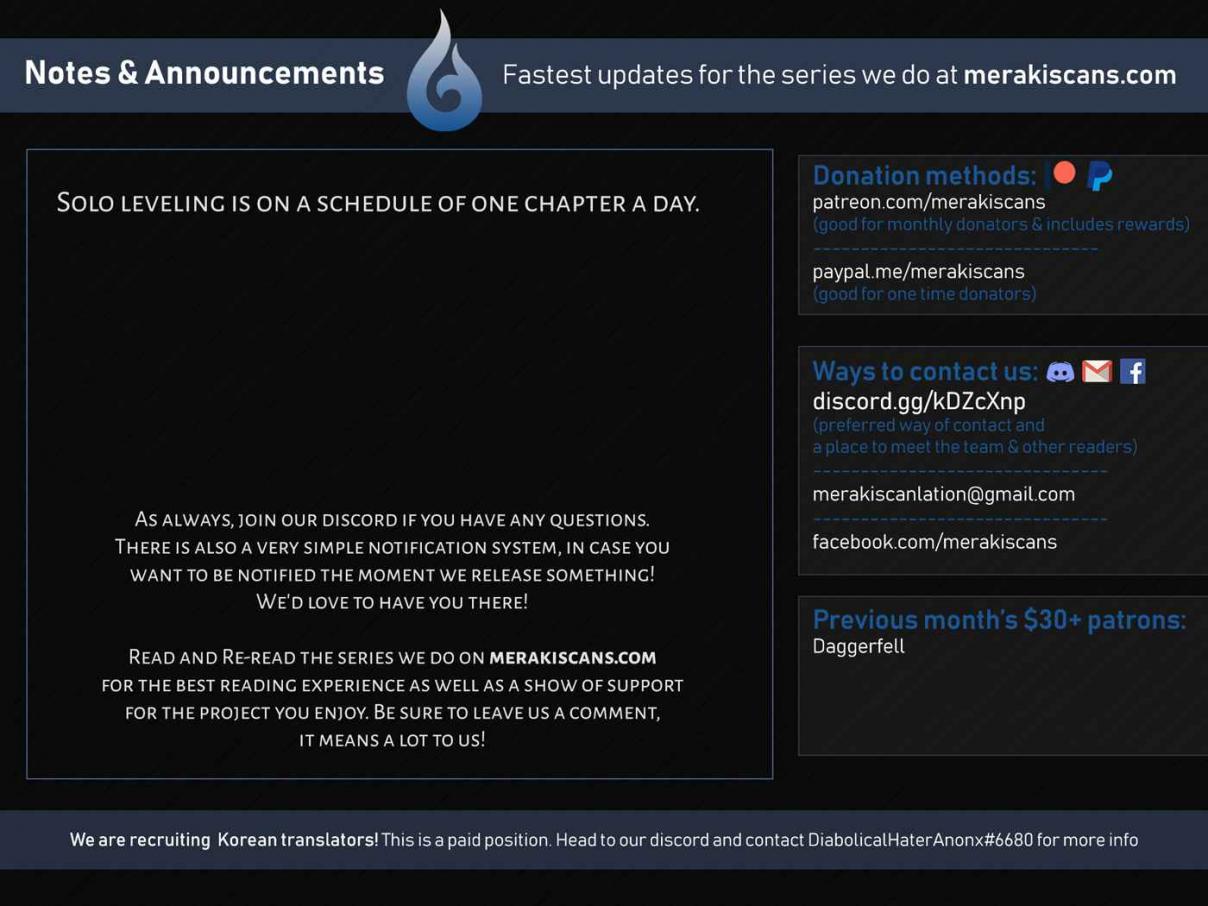 Notes & Announcements
Fastest updates for the series we do at merakiscans.com
Solo leveling is on a schedule of one chapter a day.
As always, join our discord if you have any questions.
There is also a very simple notification system, in case you
want to be notified the moment we release something!
We'd love to have you there!
Read and Re-read the series we do on merakiscans.com
for the best reading experience as well as a show of support
for the project you enjoy. Be sure to leave us a comment,
it means a lot to us!
Donation methods:
patreon.com/merakiscans
(good for monthly donators & includes rewards)
------------------------------
paypal.me/merakiscans
(good for one time donators)
Ways to contact us:
discord.gg/kDZcXnp
(preferred way of contact and
a place to meet the team & other readers)
-------------------------------
merakiscanlation@gmail.com
-------------------------------
facebook.com/merakiscans
Previous month's $30+ patrons:
Daggerfell
We are recruiting Korean translators! This is a paid position. Head to our discord and contact DiabolicalHaterAnonx#6680 for more info